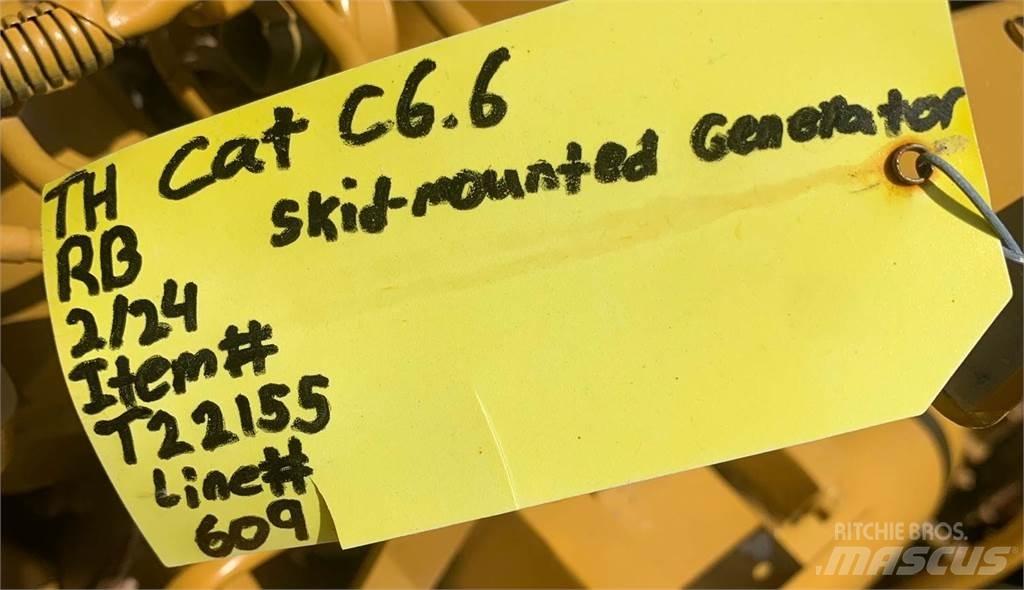 Cat C6.6
Skid-mounted Generator
TH
RB
2/24
Item#
T22155
Line#
609
RITCHIE BROS.
MASCUS